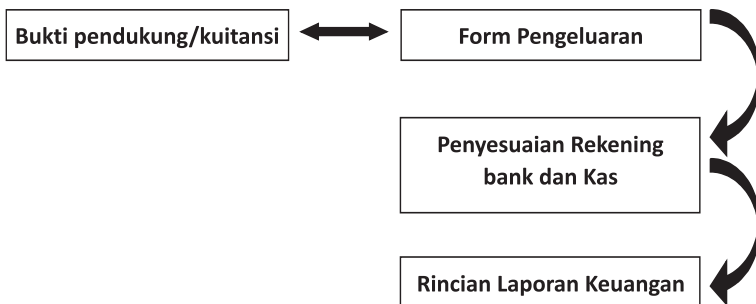 Bukti pendukung/kuitansi
Form Pengeluaran
Penyesuaian Rekening
bank dan Kas
Rincian Laporan Keuangan